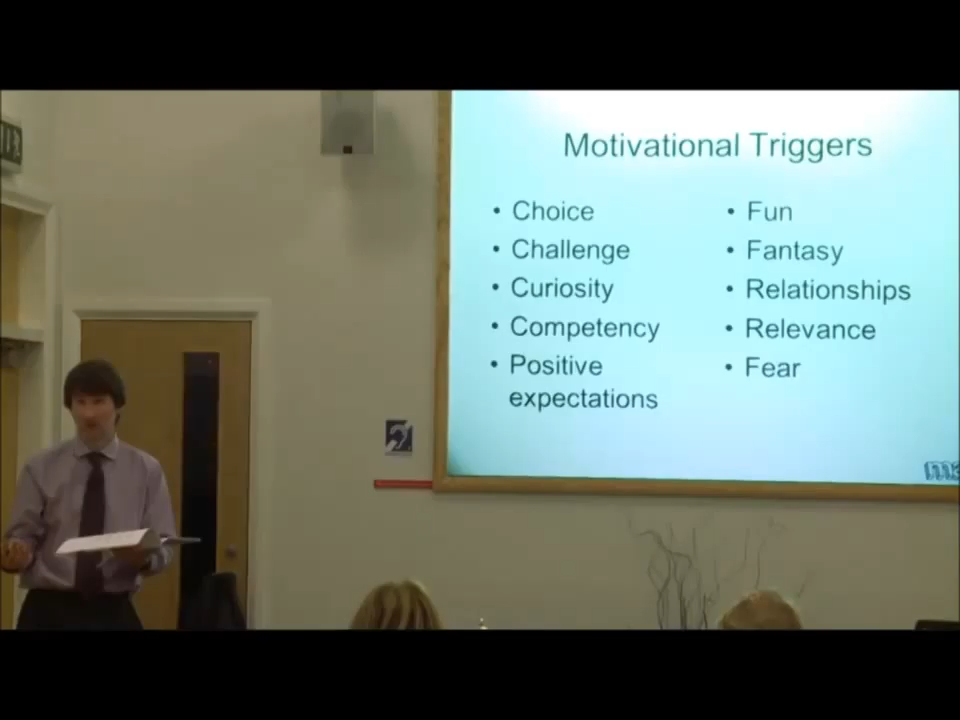 Motivational Triggers
• Choice
• Challenge
• Curiosity
• Competency
• Positive
expectations
• Fun
• Fantasy
• Relationships
• Relevance
• Fear